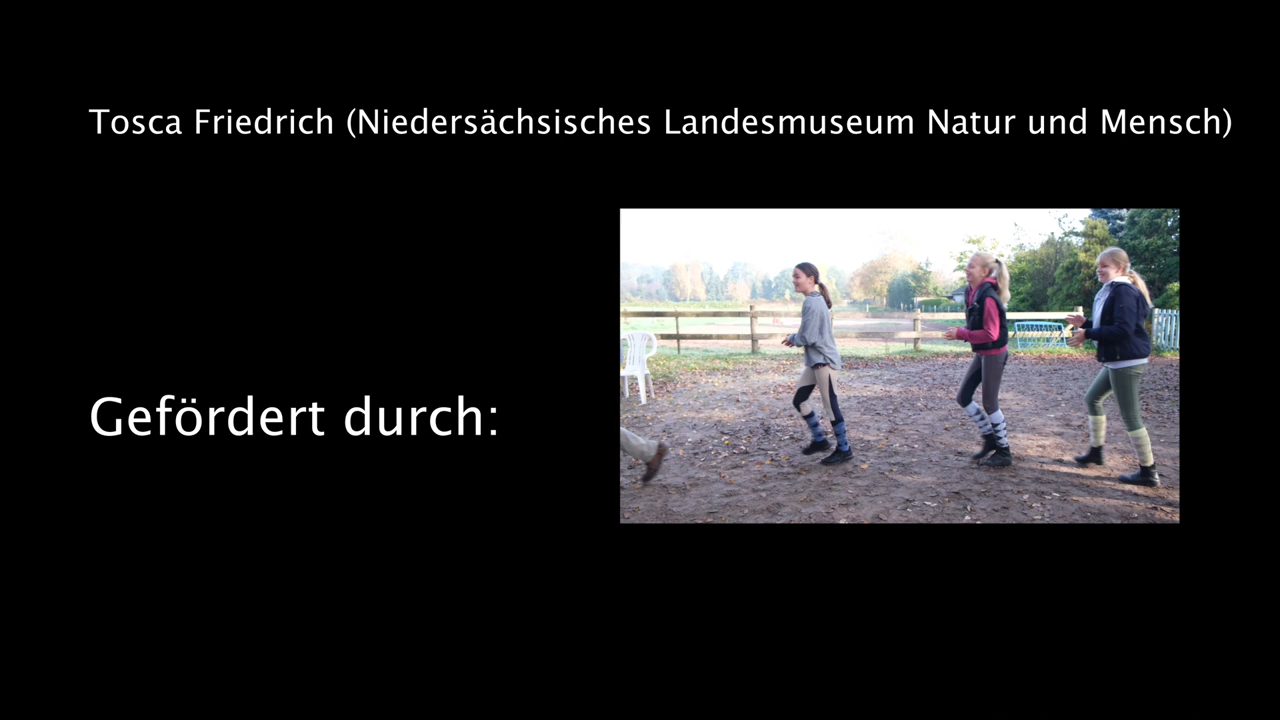 Tosca Friedrich (Niedersächsisches Landesmuseum Natur und Mensch)
Gefördert durch: